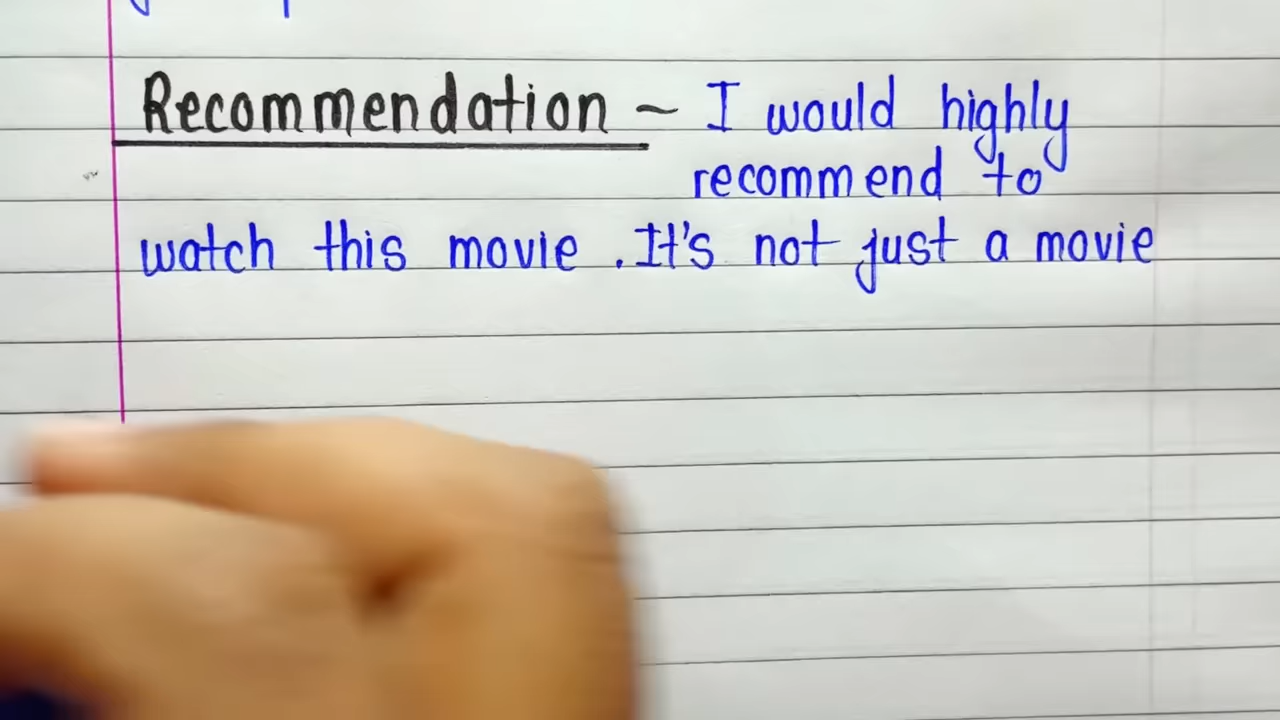 Recommendation ~ I would highly
recommend to
watch this movie .It's not just a movie